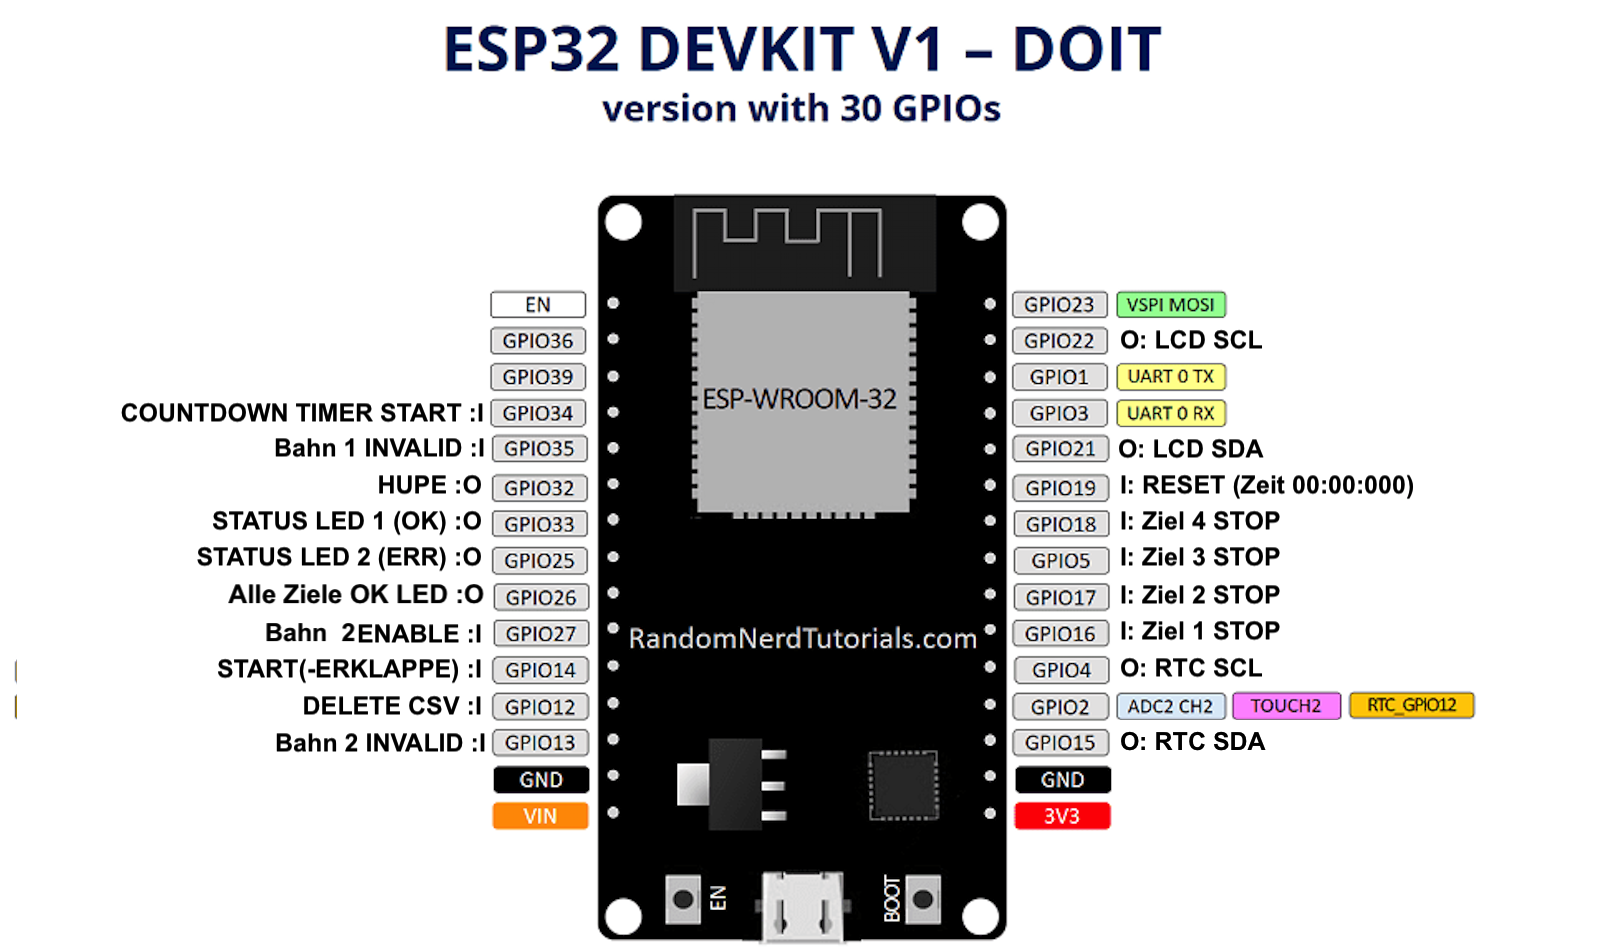 ESP32 DEVKIT V1 – DOIT
version with 30 GPIOs
EN
GPIO36
GPIO39
COUNTDOWN TIMER START :I GPIO34
Bahn 1 INVALID :I GPIO35
HUPE :O GPIO32
STATUS LED 1 (OK) :O GPIO33
STATUS LED 2 (ERR) :O GPIO25
Alle Ziele OK LED :O GPIO26
Bahn 2ENABLE :I GPIO27
START(-ERKLAPPE) :I GPIO14
DELETE CSV :I GPIO12
Bahn 2 INVALID :I GPIO13
GND
VIN
ESP-WROOM-32
RandomNerdTutorials.com
EN
BOOT
GPIO23 VSPI MOSI
GPIO22 O: LCD SCL
GPIO1 UART 0 TX
GPIO3 UART 0 RX
GPIO21 O: LCD SDA
GPIO19 I: RESET (Zeit 00:00:000)
GPIO18 I: Ziel 4 STOP
GPIO5 I: Ziel 3 STOP
GPIO17 I: Ziel 2 STOP
GPIO16 I: Ziel 1 STOP
GPIO4 O: RTC SCL
GPIO2 ADC2 CH2 TOUCH2 RTC_GPIO12
GPIO15 O: RTC SDA
GND
3V3